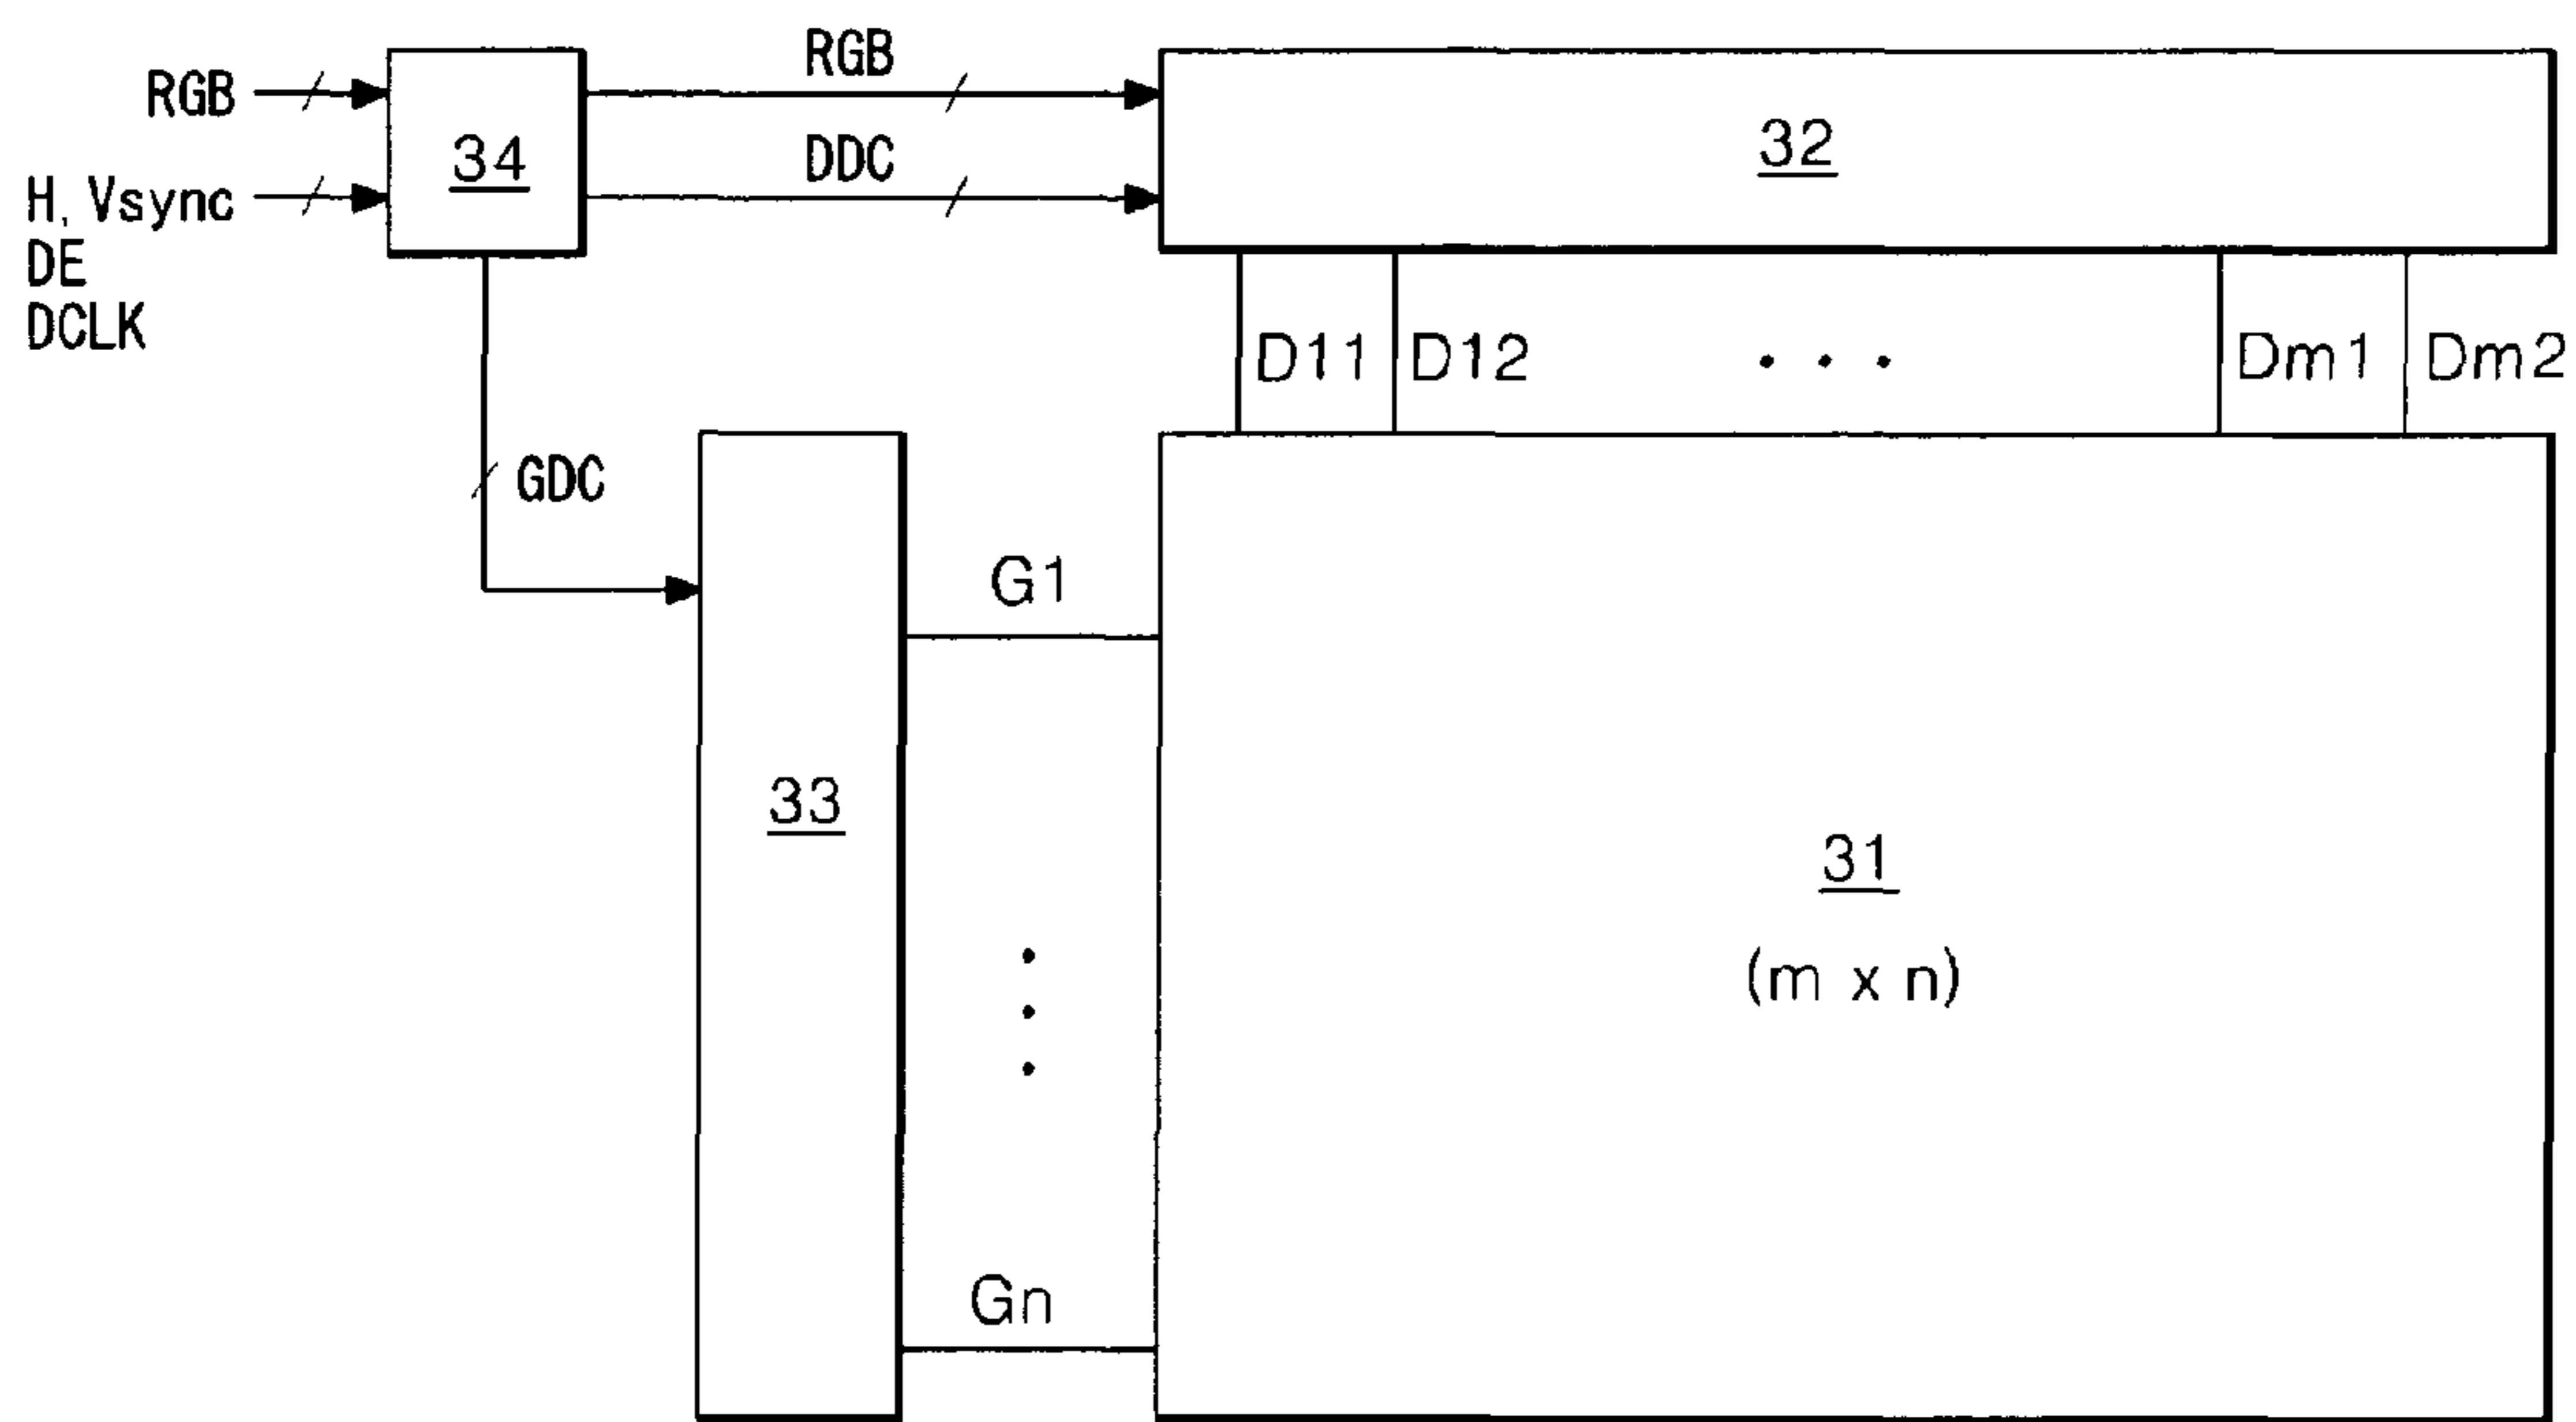 RGB
RGB
34
32
DDC
H, Vsync
DE
DCLK
D11 D12 ... Dm1 Dm2
GDC
G1
33
31
(m x n)
Gn